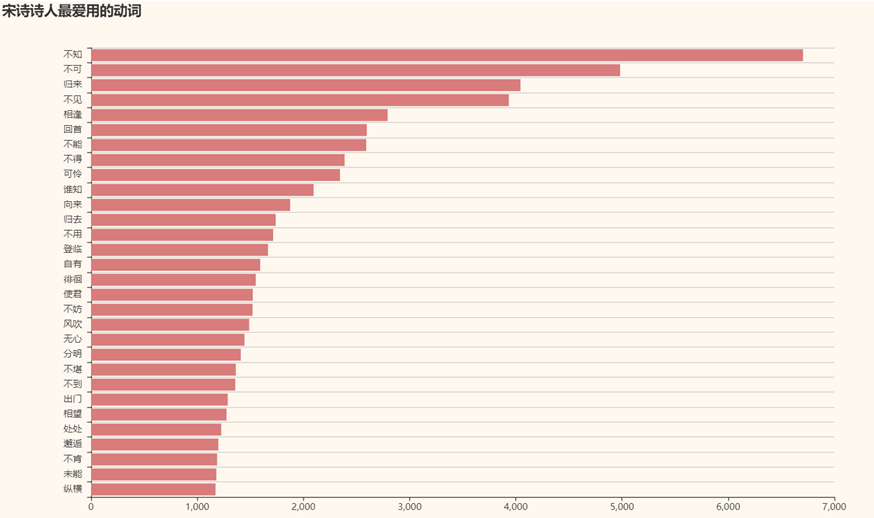 宋诗诗人最爱用的动词
不知
不可
归来
不见
相逢
回首
不能
不得
可怜
谁知
向来
归去
不用
登临
自有
徘徊
使君
不妨
风吹
无心
分明
不堪
不到
出门
相望
处处
邂逅
不肯
未能
纵横
0 1,000 2,000 3,000 4,000 5,000 6,000 7,000